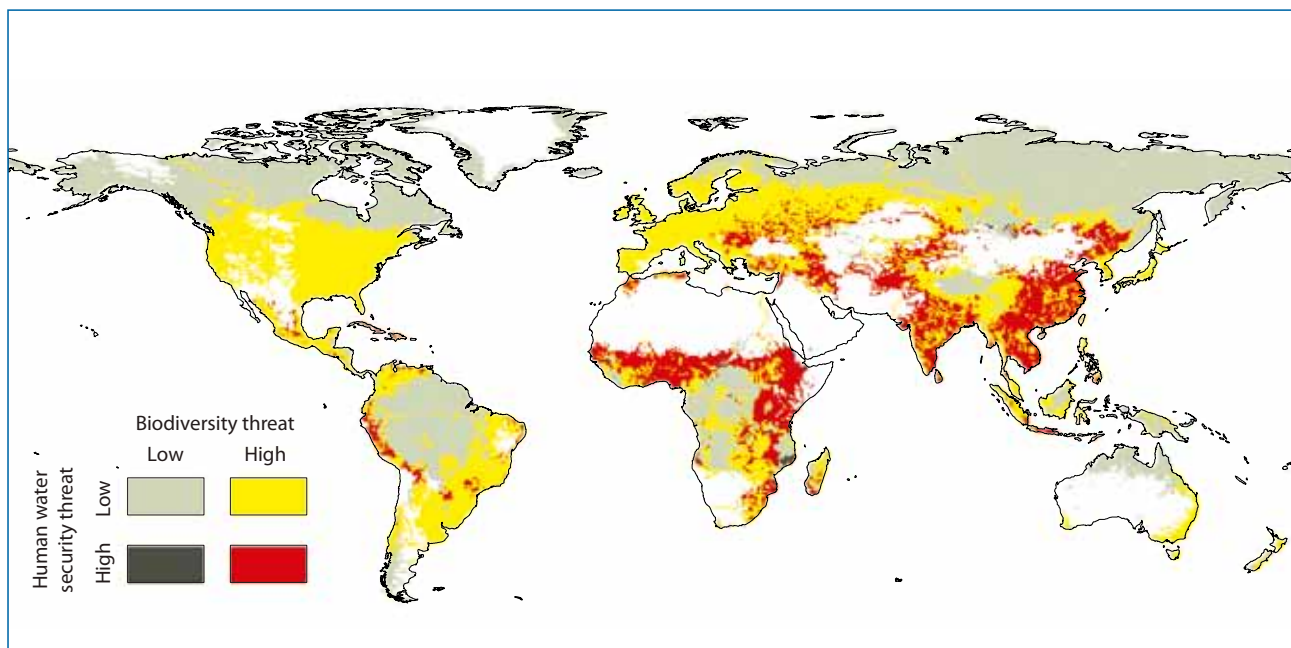 Biodiversity threat
Low
High
Human water
security threat
Low
High